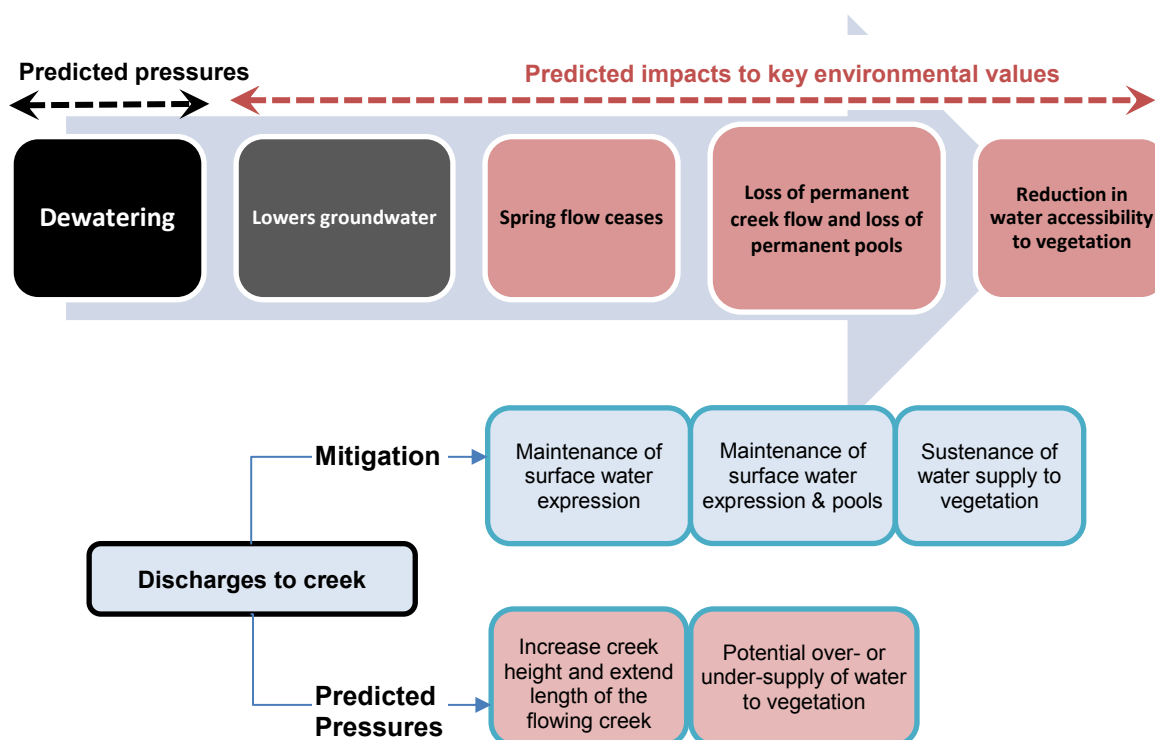 Predicted pressures
Predicted impacts to key environmental values
Dewatering
Lowers groundwater
Spring flow ceases
Loss of permanent
creek flow and loss of
permanent pools
Reduction in
water accessibility
to vegetation
Mitigation
Maintenance of
surface water
expression
Maintenance of
surface water
expression & pools
Sustenance of
water supply to
vegetation
Discharges to creek
Predicted
Pressures
Increase creek
height and extend
length of the
flowing creek
Potential over- or
under-supply of water
to vegetation